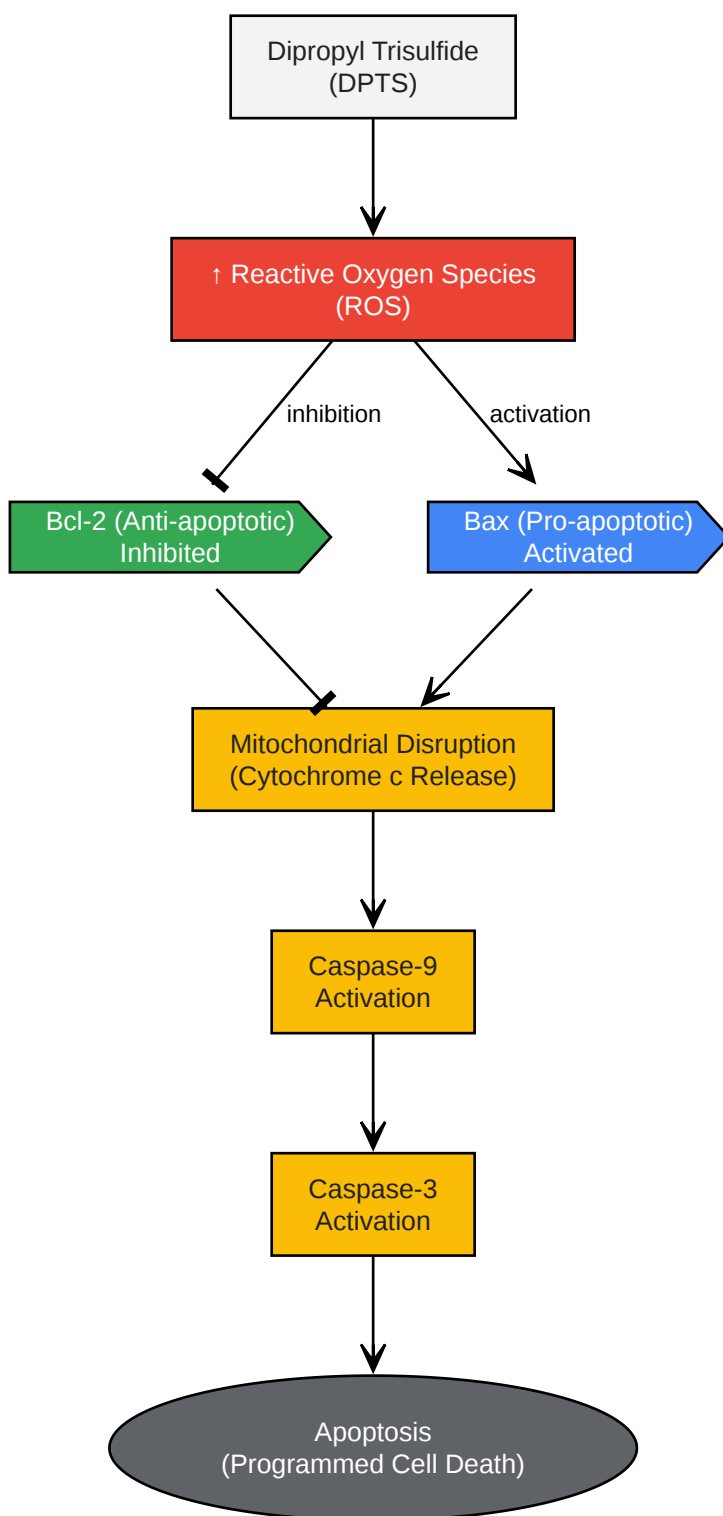 Dipropyl Trisulfide
(DPTS)
↑ Reactive Oxygen Species
(ROS)
inhibition
activation
Bcl-2 (Anti-apoptotic)
Inhibited
Bax (Pro-apoptotic)
Activated
Mitochondrial Disruption
(Cytochrome c Release)
Caspase-9
Activation
Caspase-3
Activation
Apoptosis
(Programmed Cell Death)